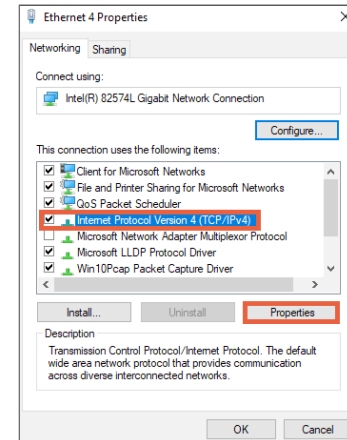 Ethernet 4 Properties
Networking Sharing
Connect using:
Intel(R) 82574L Gigabit Network Connection
Configure...
This connection uses the following items:
Client for Microsoft Networks
File and Printer Sharing for Microsoft Networks
QoS Packet Scheduler
Internet Protocol Version 4 (TCP/IPv4)
Microsoft Network Adapter Multiplexor Protocol
Microsoft LLDP Protocol Driver
Win10Pcap Packet Capture Driver
Install... Uninstall Properties
Description
Transmission Control Protocol/Internet Protocol. The default
wide area network protocol that provides communication
across diverse interconnected networks.
OK Cancel